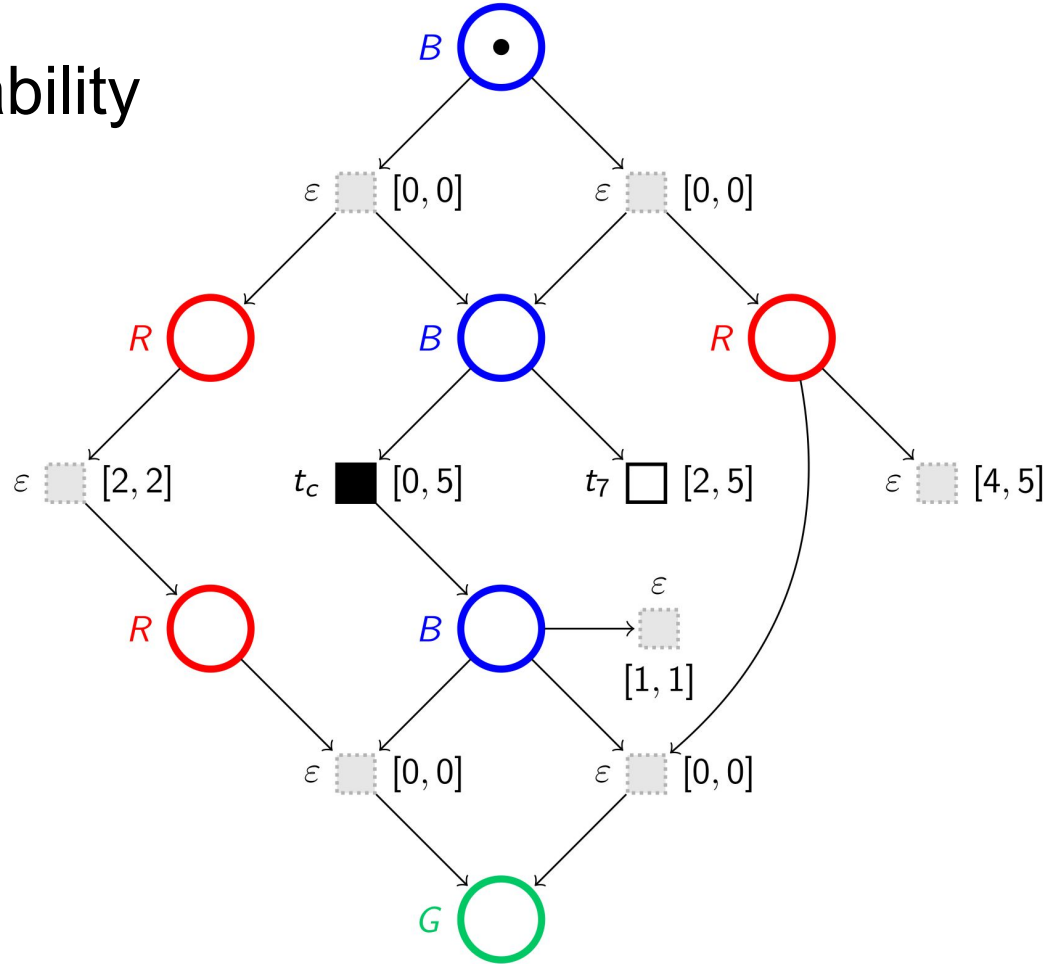 ability
B
ε [0, 0] ε [0, 0]
R B R
ε [2, 2] t_c [0, 5] t_7 [2, 5] ε [4, 5]
ε
R B
[1, 1]
ε [0, 0] ε [0, 0]
G